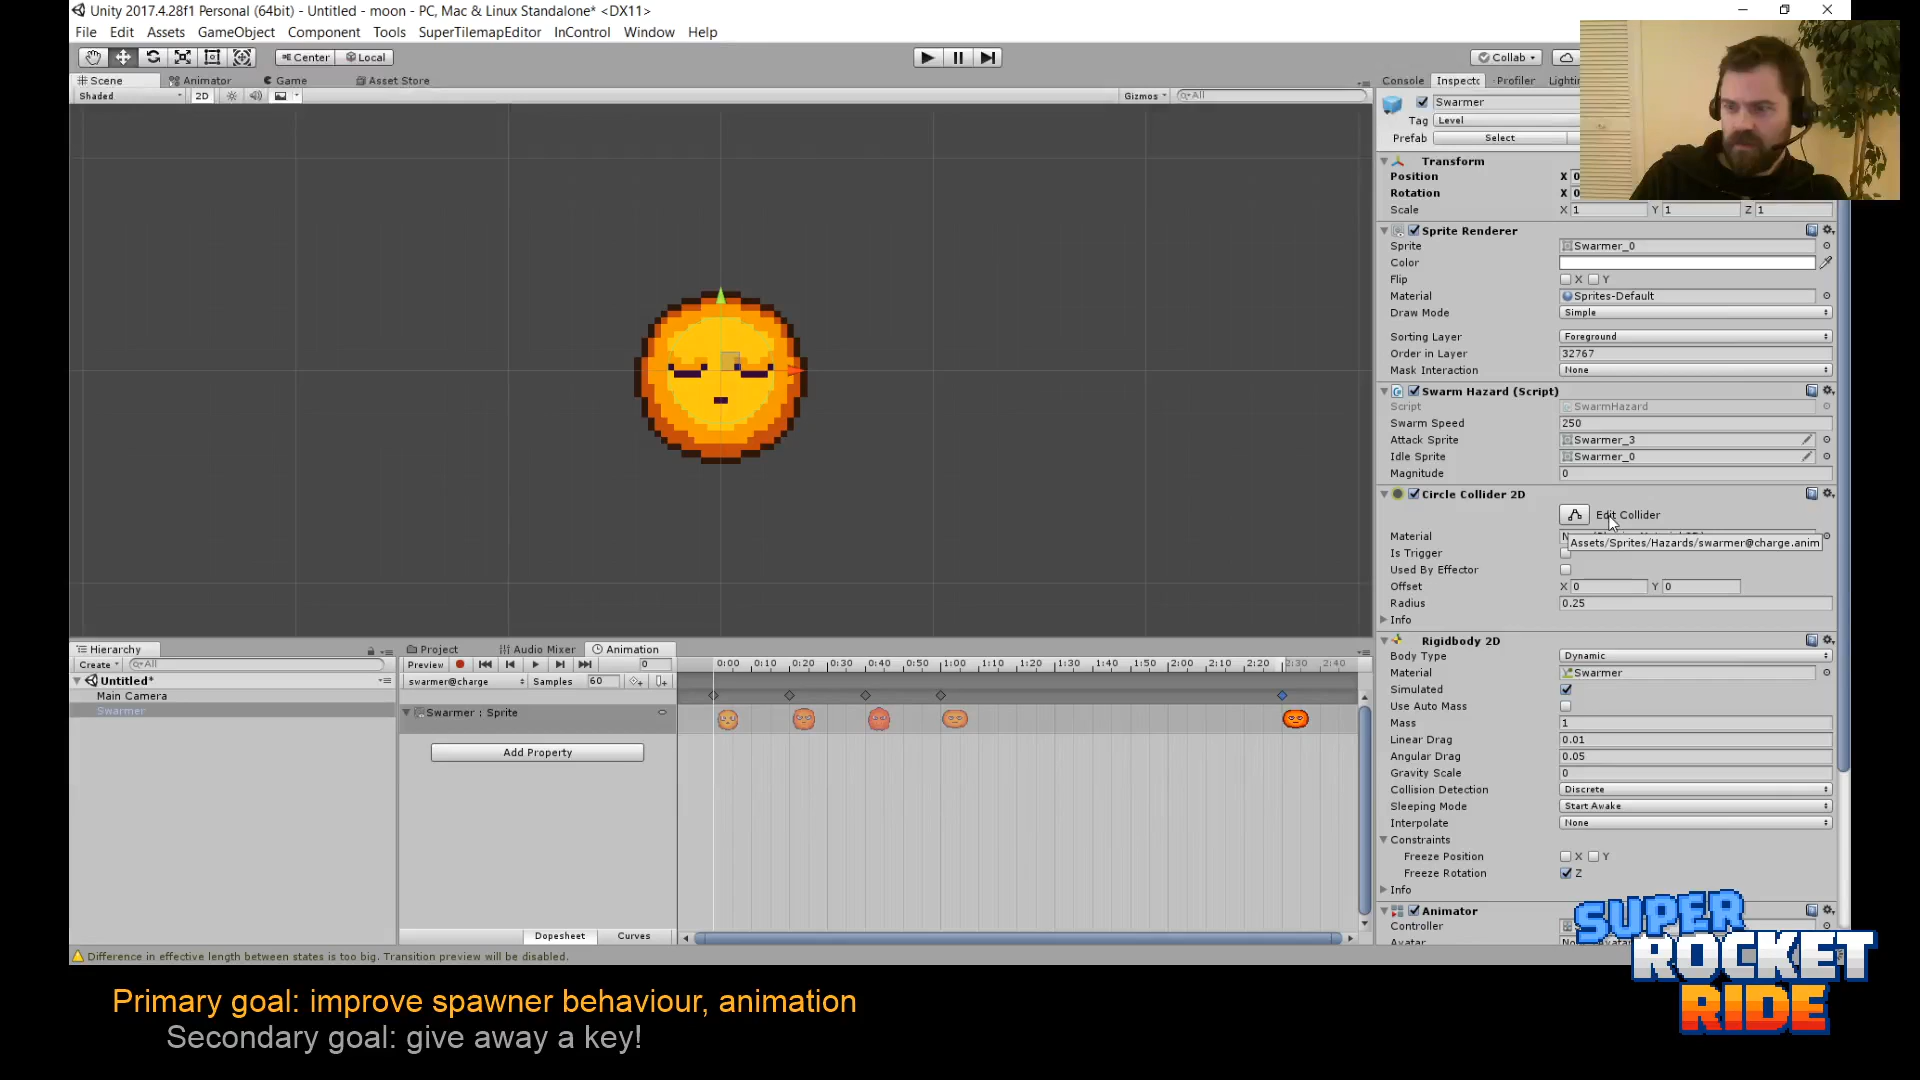 Unity 2017.4.28f1 Personal (64bit) - Untitled - moon - PC, Mac & Linux Standalone* <DX11>
File Edit Assets GameObject Component Tools SuperTilemapEditor InControl Window Help
Center Local Collab
Scene Animator Game Asset Store
Shaded 2D Gizmos All
Console Inspecto Profiler Lightin
Swarmer
Tag Level
Prefab Select
Transform
Position X 0
Rotation X 0
Scale X 1 Y 1 Z 1
Sprite Renderer
Sprite Swarmer_0
Color
Flip X Y
Material Sprites-Default
Draw Mode Simple
Sorting Layer Foreground
Order in Layer 32767
Mask Interaction None
Swarm Hazard (Script)
Script SwarmHazard
Swarm Speed 250
Attack Sprite Swarmer_3
Idle Sprite Swarmer_0
Magnitude 0
Circle Collider 2D
Edit Collider
Material
Assets/Sprites/Hazards/swarmer@charge.anim
Is Trigger
Used By Effector
Offset X 0 Y 0
Radius 0.25
Info
Rigidbody 2D
Body Type Dynamic
Material Swarmer
Simulated
Use Auto Mass
Mass 1
Linear Drag 0.01
Angular Drag 0.05
Gravity Scale 0
Collision Detection Discrete
Sleeping Mode Start Awake
Interpolate None
Constraints
Freeze Position X Y
Freeze Rotation Z
Info
Animator
Controller
Avatar
Hierarchy
Create All
Untitled*
Main Camera
Swarmer
Project Audio Mixer Animation
Preview 0
swarmer@charge Samples 60
0:00 0:10 0:20 0:30 0:40 0:50 1:00 1:10 1:20 1:30 1:40 1:50 2:00 2:10 2:20 2:30 2:40
Swarmer : Sprite
Add Property
Dopesheet Curves
Difference in effective length between states is too big. Transition preview will be disabled.
Primary goal: improve spawner behaviour, animation
Secondary goal: give away a key!
SUPER
ROCKET
RIDE